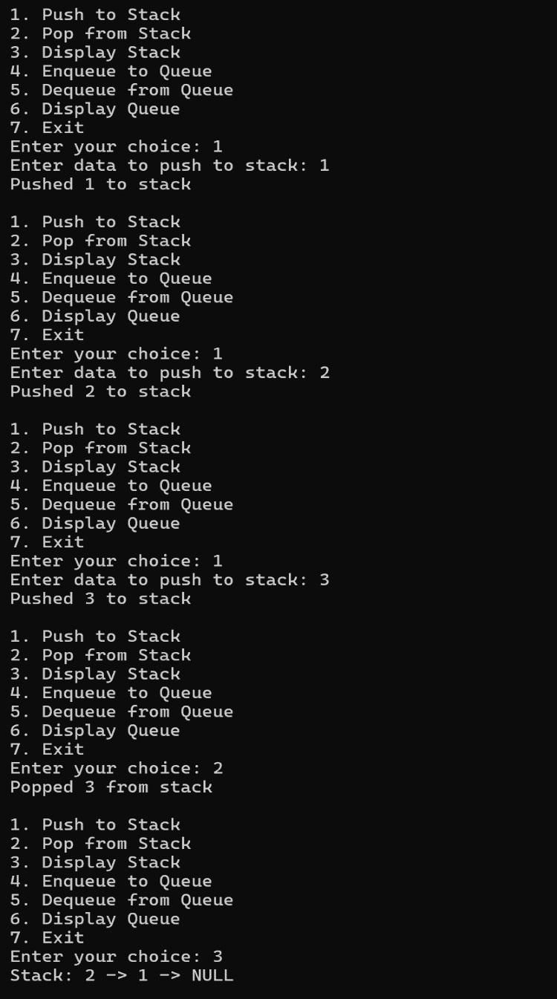 1. Push to Stack
2. Pop from Stack
3. Display Stack
4. Enqueue to Queue
5. Dequeue from Queue
6. Display Queue
7. Exit
Enter your choice: 1
Enter data to push to stack: 1
Pushed 1 to stack

1. Push to Stack
2. Pop from Stack
3. Display Stack
4. Enqueue to Queue
5. Dequeue from Queue
6. Display Queue
7. Exit
Enter your choice: 1
Enter data to push to stack: 2
Pushed 2 to stack

1. Push to Stack
2. Pop from Stack
3. Display Stack
4. Enqueue to Queue
5. Dequeue from Queue
6. Display Queue
7. Exit
Enter your choice: 1
Enter data to push to stack: 3
Pushed 3 to stack

1. Push to Stack
2. Pop from Stack
3. Display Stack
4. Enqueue to Queue
5. Dequeue from Queue
6. Display Queue
7. Exit
Enter your choice: 2
Popped 3 from stack

1. Push to Stack
2. Pop from Stack
3. Display Stack
4. Enqueue to Queue
5. Dequeue from Queue
6. Display Queue
7. Exit
Enter your choice: 3
Stack: 2 -> 1 -> NULL